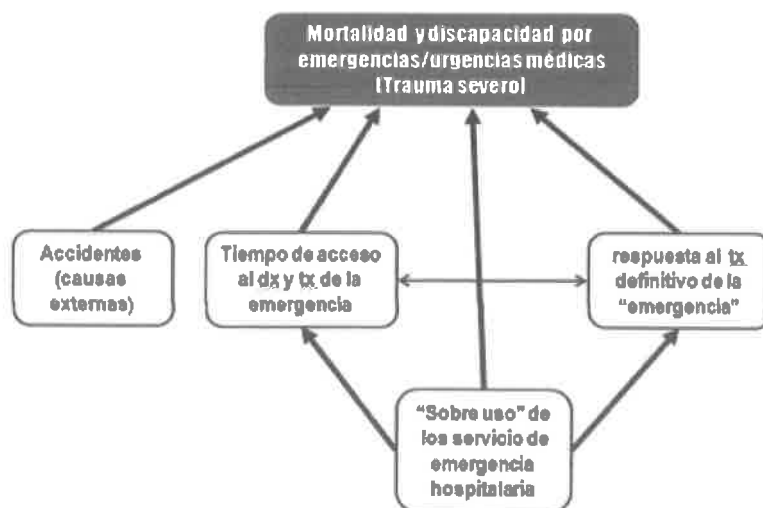 Mortalidad y discapacidad por
emergencias/urgencias médicas
(Trauma severo)
Accidentes
(causas
externas)
Tiempo de acceso
al dx y tx de la
emergencia
respuesta al tx
definitivo de la
“emergencia”
“Sobre uso” de
los servicio de
emergencia
hospitalaria